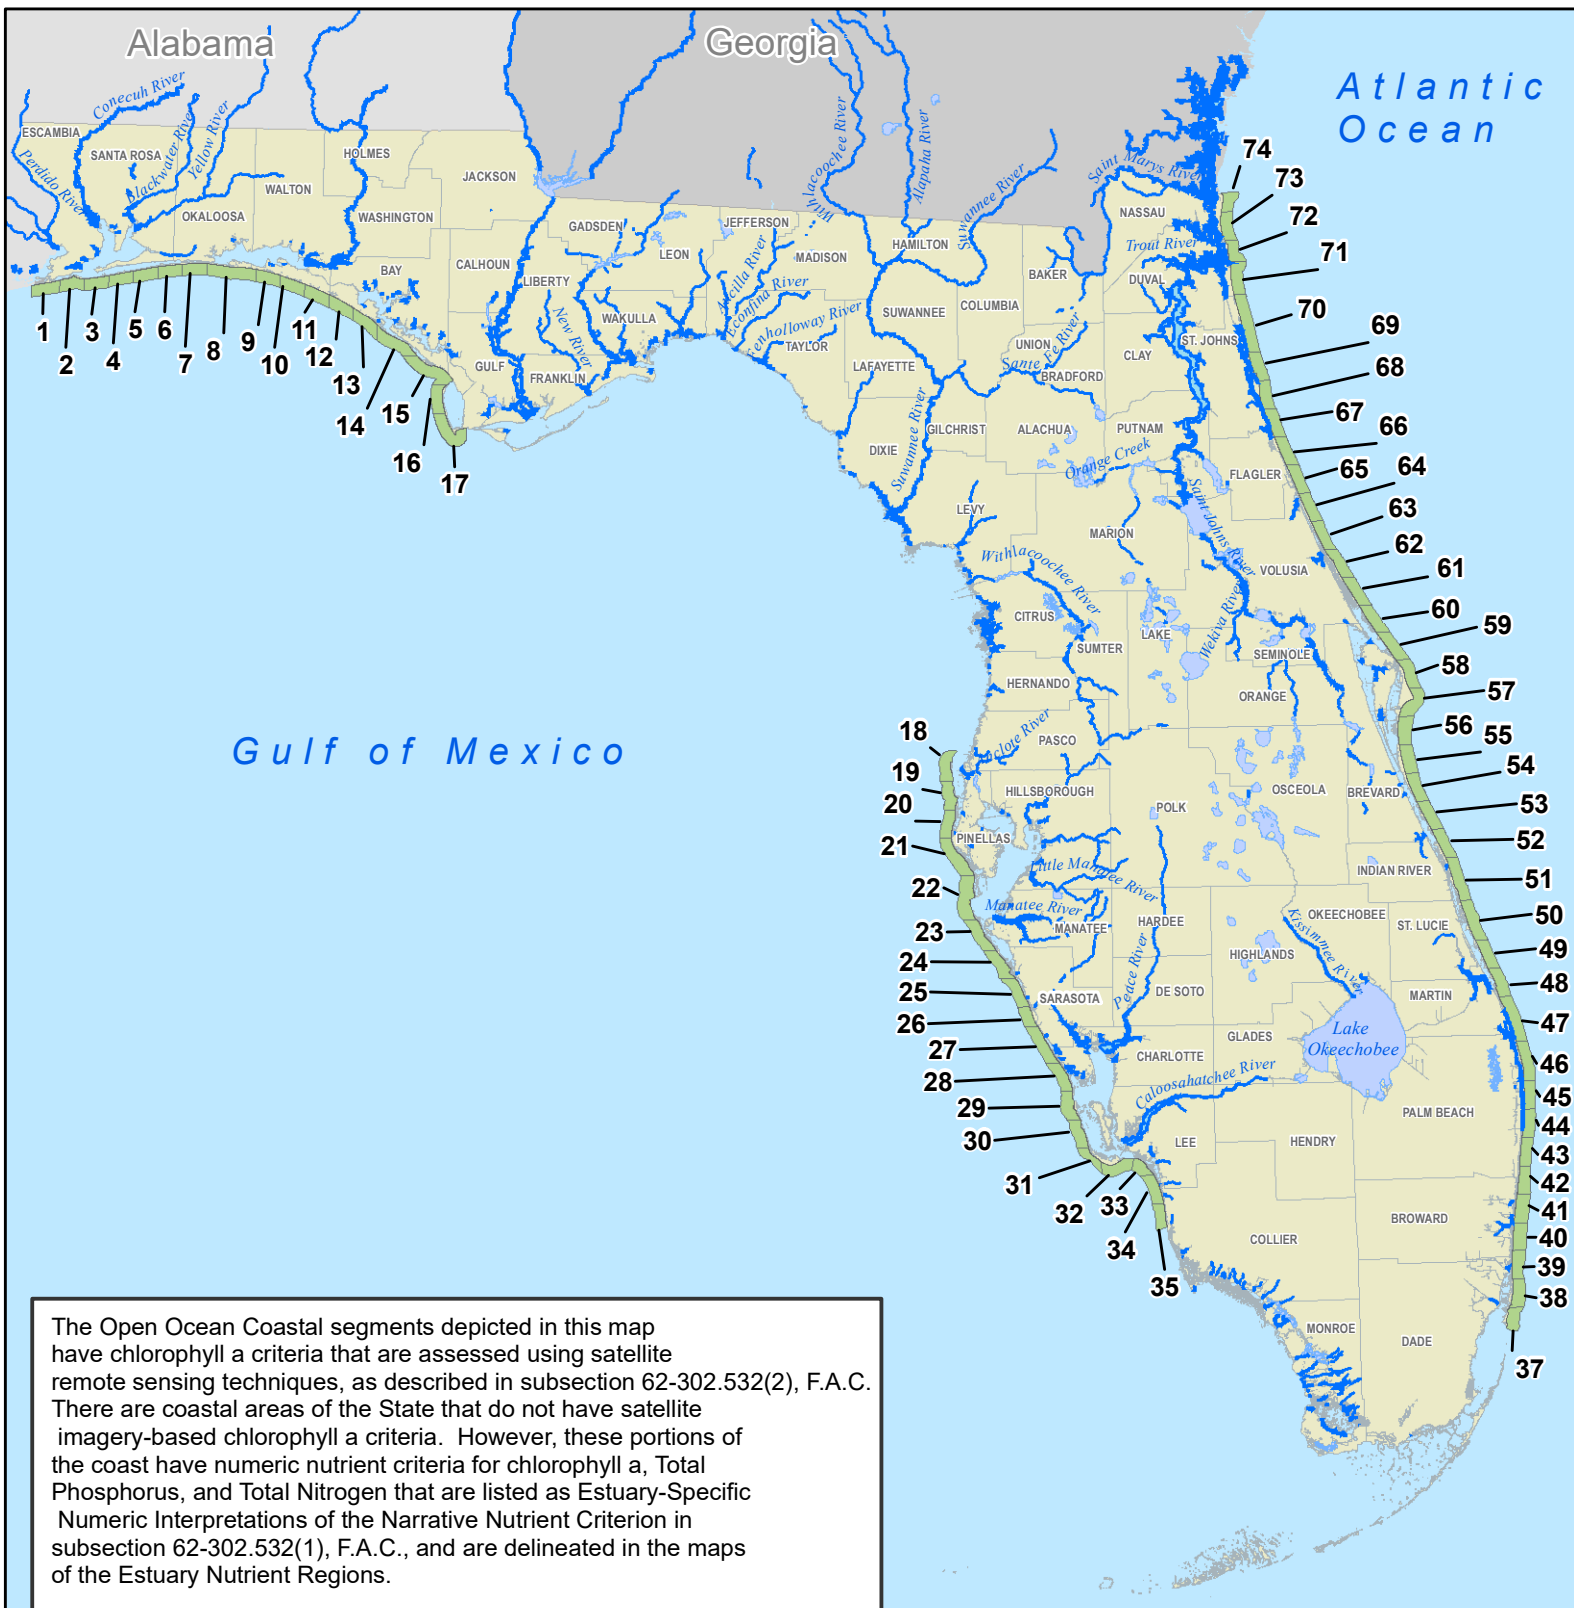 Alabama
Georgia
Atlantic
Ocean
Gulf of Mexico
Conecuh River
Blackwater River
Yellow River
Perdido River
Withlacoochee River
Alapaha River
Suwannee River
Saint Marys River
Trout River
Aucilla River
Econfina River
Fenholloway River
New River
Sante Fe River
Suwannee River
Orange Creek
Saint Johns River
Wekiva River
Withlacoochee River
Anclote River
Little Manatee River
Manatee River
Peace River
Kissimmee River
Caloosahatchee River
Lake
Okeechobee
ESCAMBIA
SANTA ROSA
OKALOOSA
WALTON
HOLMES
WASHINGTON
JACKSON
BAY
CALHOUN
GULF
LIBERTY
GADSDEN
LEON
WAKULLA
FRANKLIN
JEFFERSON
MADISON
TAYLOR
HAMILTON
SUWANNEE
LAFAYETTE
DIXIE
GILCHRIST
COLUMBIA
BAKER
UNION
BRADFORD
ALACHUA
LEVY
NASSAU
DUVAL
CLAY
ST. JOHNS
PUTNAM
FLAGLER
MARION
VOLUSIA
CITRUS
SUMTER
LAKE
SEMINOLE
ORANGE
HERNANDO
PASCO
HILLSBOROUGH
PINELLAS
POLK
OSCEOLA
BREVARD
INDIAN RIVER
MANATEE
HARDEE
HIGHLANDS
OKEECHOBEE
ST. LUCIE
MARTIN
SARASOTA
DE SOTO
CHARLOTTE
GLADES
LEE
HENDRY
PALM BEACH
COLLIER
BROWARD
MONROE
DADE
1
2
3
4
5
6
7
8
9
10
11
12
13
14
15
16
17
18
19
20
21
22
23
24
25
26
27
28
29
30
31
32
33
34
35
37
38
39
40
41
42
43
44
45
46
47
48
49
50
51
52
53
54
55
56
57
58
59
60
61
62
63
64
65
66
67
68
69
70
71
72
73
74
The Open Ocean Coastal segments depicted in this map
have chlorophyll a criteria that are assessed using satellite
remote sensing techniques, as described in subsection 62-302.532(2), F.A.C.
There are coastal areas of the State that do not have satellite
imagery-based chlorophyll a criteria. However, these portions of
the coast have numeric nutrient criteria for chlorophyll a, Total
Phosphorus, and Total Nitrogen that are listed as Estuary-Specific
Numeric Interpretations of the Narrative Nutrient Criterion in
subsection 62-302.532(1), F.A.C., and are delineated in the maps
of the Estuary Nutrient Regions.